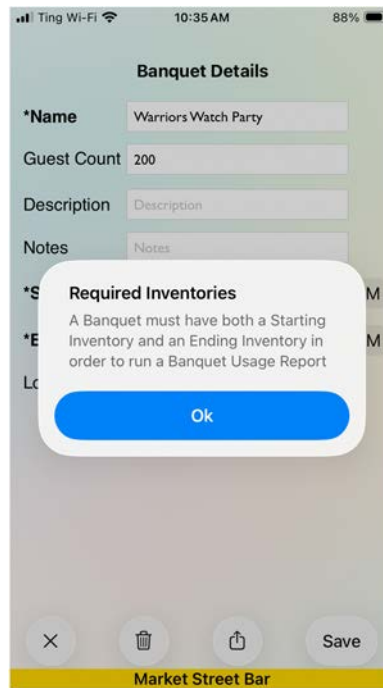 Ting Wi-Fi
10:35 AM
88%
Banquet Details
*Name
Warriors Watch Party
Guest Count
200
Description
Description
Notes
Notes
*S
M
*E
M
Lo
Required Inventories
A Banquet must have both a Starting
Inventory and an Ending Inventory in
order to run a Banquet Usage Report
Ok
Save
Market Street Bar